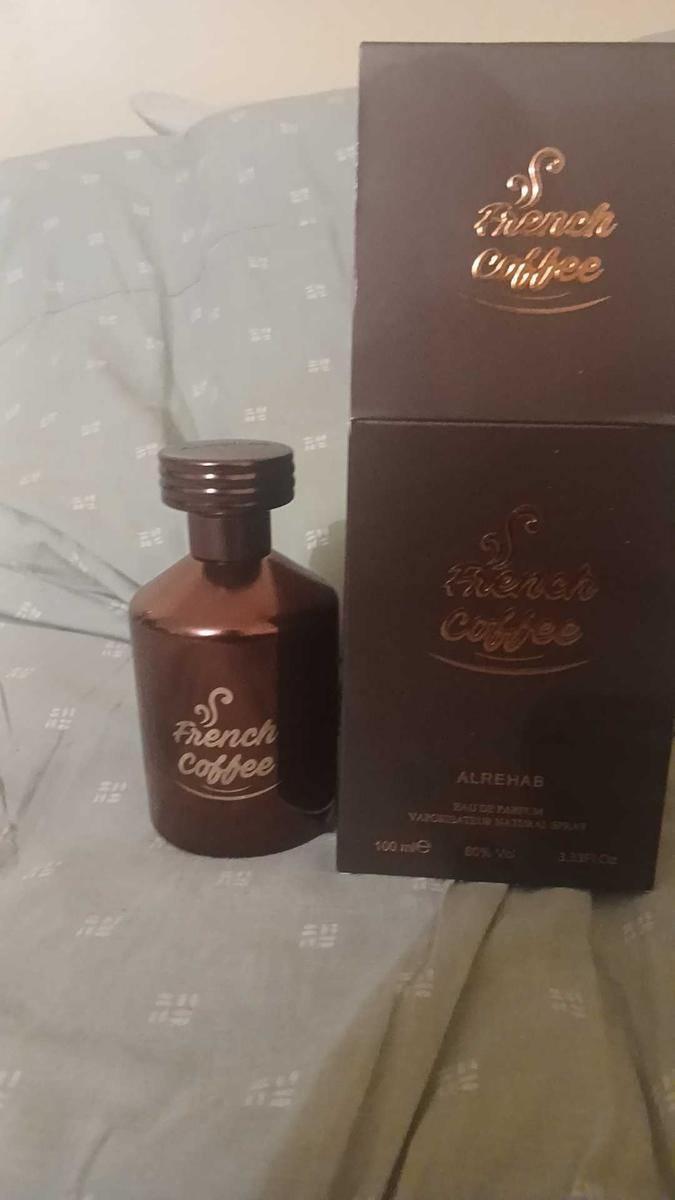 French
Coffee
French
Coffee
French
Coffee
ALREHAB
EAU DE PARFUM
VAPORISATEUR NATURAL SPRAY
100 ml℮ 80% Vol 3.33Fl.Oz